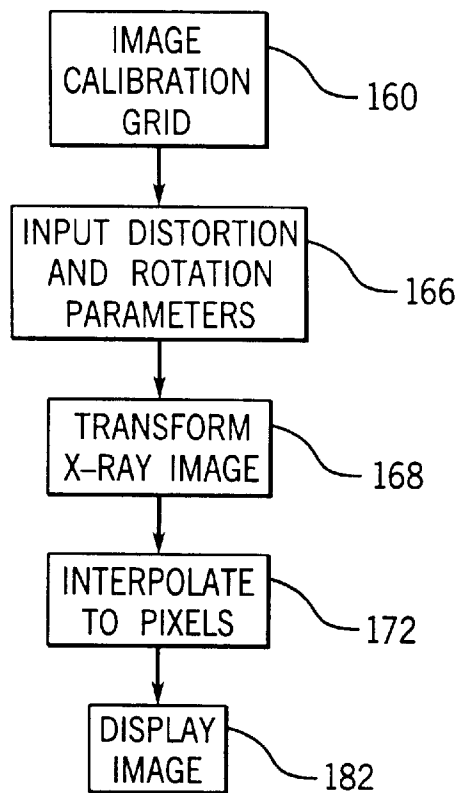 IMAGE
CALIBRATION
GRID
160
INPUT DISTORTION
AND ROTATION
PARAMETERS
166
TRANSFORM
X-RAY IMAGE
168
INTERPOLATE
TO PIXELS
172
DISPLAY
IMAGE
182